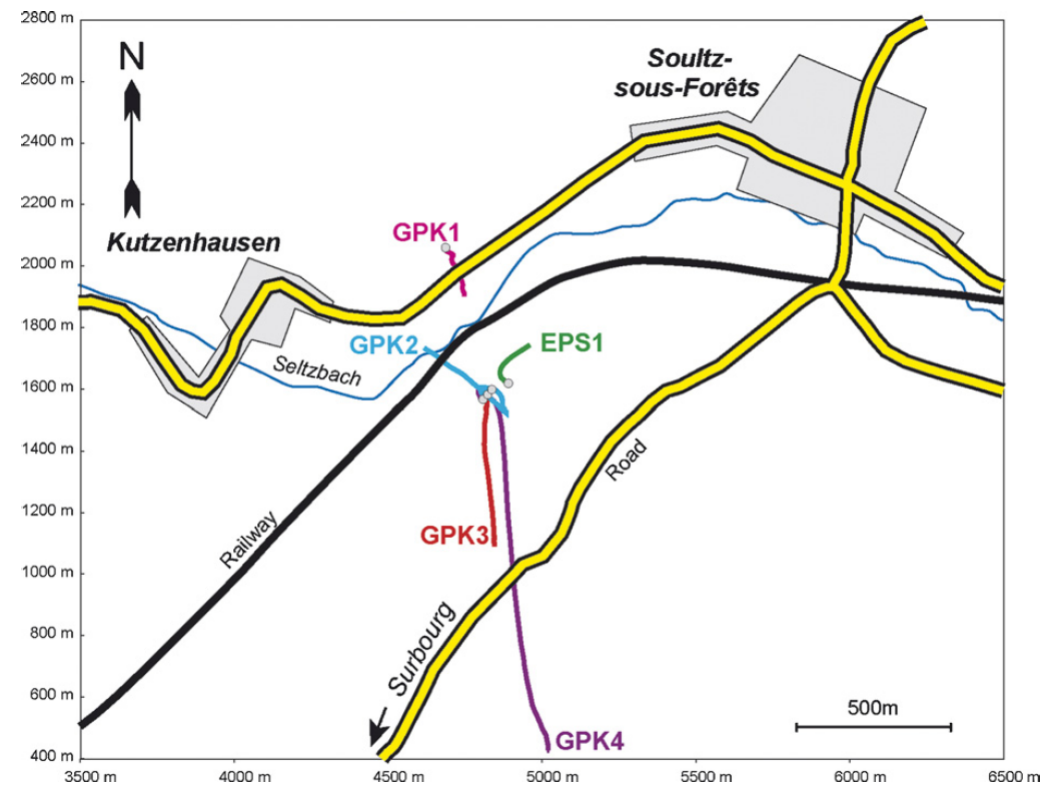 2800 m
2600 m
2400 m
2200 m
2000 m
1800 m
1600 m
1400 m
1200 m
1000 m
800 m
600 m
400 m
N
Soultz-
sous-Forêts
Kutzenhausen
GPK1
GPK2
EPS1
Seltzbach
GPK3
Road
Railway
Surbourg
500m
GPK4
3500 m
4000 m
4500 m
5000 m
5500 m
6000 m
6500 m